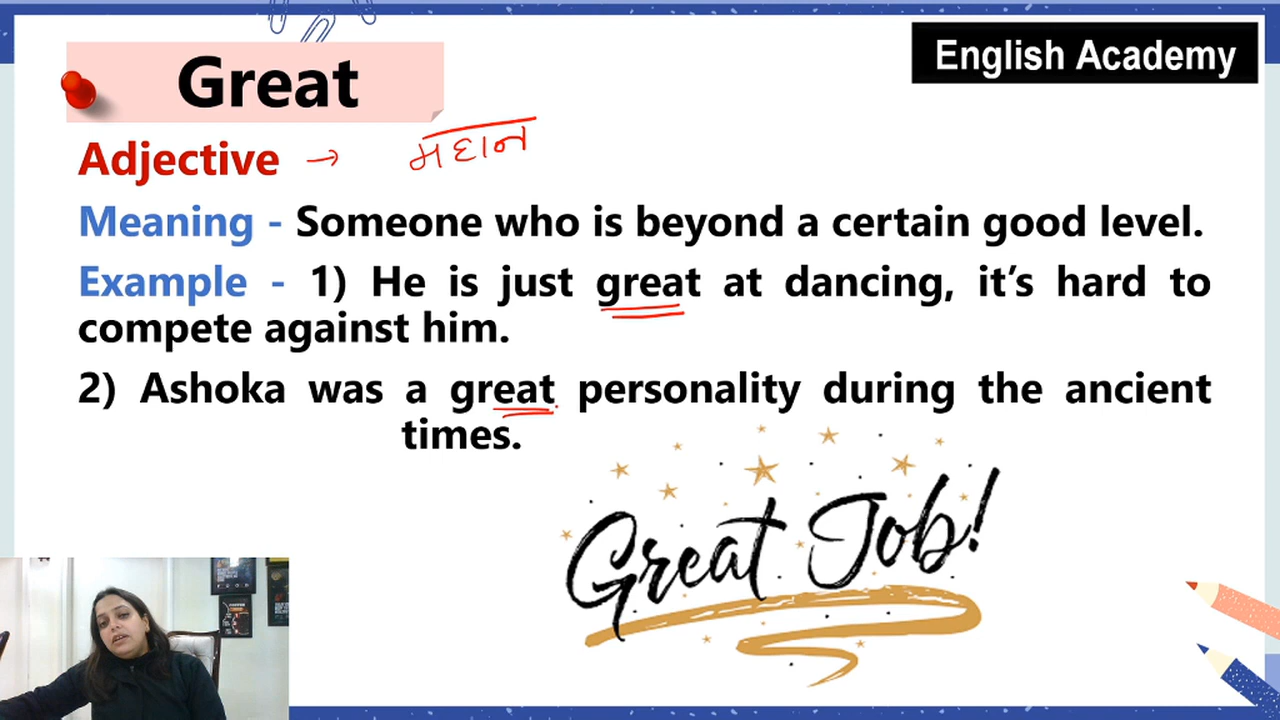 English Academy
Great
Adjective → महान
Meaning - Someone who is beyond a certain good level.
Example - 1) He is just great at dancing, it’s hard to
compete against him.
2) Ashoka was a great personality during the ancient
times.
Great Job!